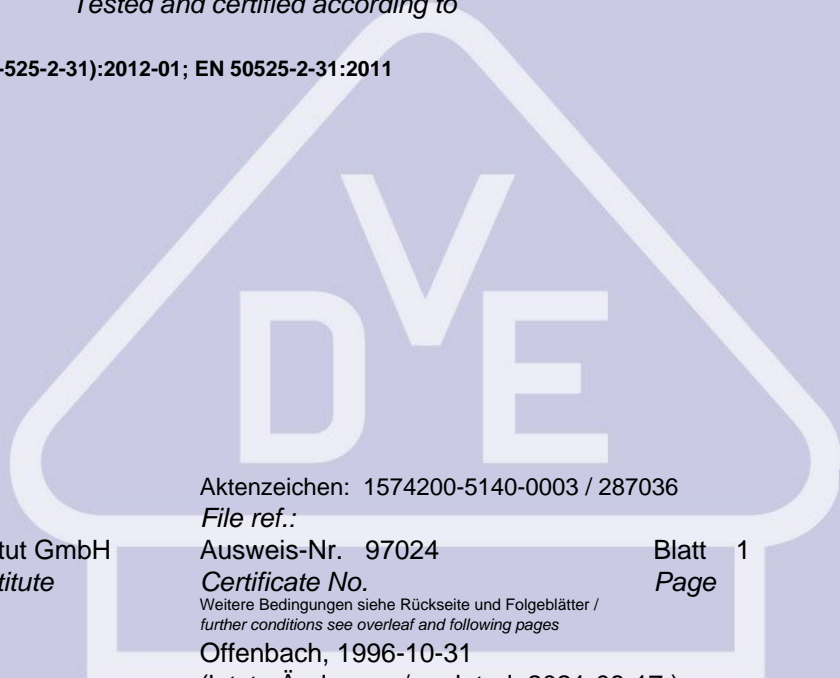 Tested and certified according to
-525-2-31):2012-01; EN 50525-2-31:2011
VDE
Aktenzeichen: 1574200-5140-0003 / 287036
File ref.:
tut GmbH Ausweis-Nr. 97024 Blatt 1
titute Certificate No. Page
Weitere Bedingungen siehe Rückseite und Folgeblätter /
further conditions see overleaf and following pages
Offenbach, 1996-10-31